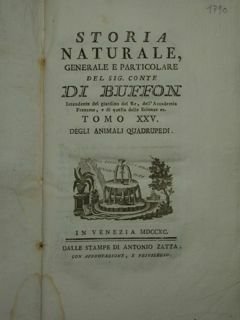 1790
STORIA
NATURALE,
GENERALE E PARTICOLARE
DEL SIG. CONTE
DI BUFFON
Intendente del giardino del Re, dell'Accademia
Francese, e di quella delle Scienze ec.
TOMO XXV.
DEGLI ANIMALI QUADRUPEDI.
IN VENEZIA MDCCXC.
DALLE STAMPE DI ANTONIO ZATTA.
CON APPROVAZIONE, E PRIVILEGIO.